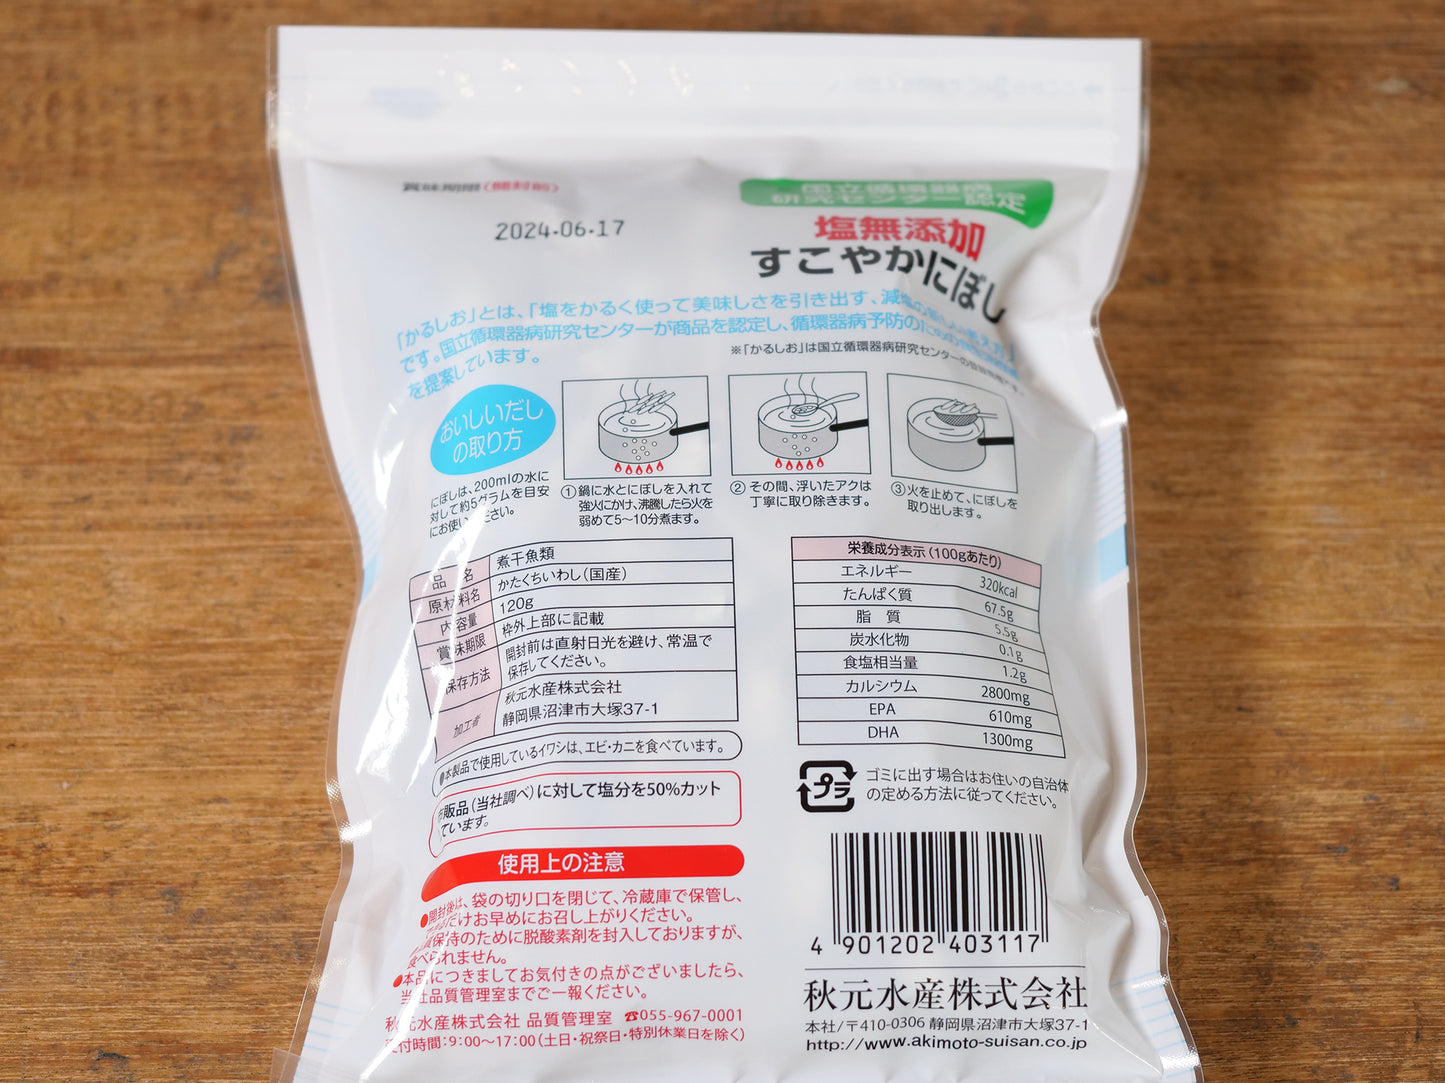 賞味期限(開封前)
2024.06.17
国立循環器病
研究センター認定
塩無添加
すこやかにぼし
「かるしお」とは、「塩をかるく使って美味しさを引き出す、減塩の新しい考え方」
です。国立循環器病研究センターが商品を認定し、循環器病予防のための
を提案しています。
※「かるしお」は国立循環器病研究センターの登録商標です。
おいしいだし
の取り方
にぼしは、200mlの水に
対して約5グラムを目安
にお使いください。
①鍋に水とにぼしを入れて
強火にかけ、沸騰したら火を
弱めて5〜10分煮ます。
②その間、浮いたアクは
丁寧に取り除きます。
③火を止めて、にぼしを
取り出します。
品名 煮干魚類
原材料名 かたくちいわし(国産)
内容量 120g
賞味期限 枠外上部に記載
保存方法 開封前は直射日光を避け、常温で
保存してください。
加工者 秋元水産株式会社
静岡県沼津市大塚37-1
●本製品で使用しているイワシは、エビ・カニを食べています。
市販品(当社調べ)に対して塩分を50%カット
しています。
使用上の注意
●開封後は、袋の切り口を閉じて、冷蔵庫で保管し、
できるだけお早めにお召し上がりください。
保持のために脱酸素剤を封入しておりますが、
食べられません。
●本品につきましてお気付きの点がございましたら、
当社品質管理室までご一報ください。
秋元水産株式会社 品質管理室 ☎055-967-0001
受付時間:9:00〜17:00(土日・祝祭日・特別休業日を除く)
栄養成分表示(100gあたり)
エネルギー 320kcal
たんぱく質 67.5g
脂質 5.5g
炭水化物 0.1g
食塩相当量 1.2g
カルシウム 2800mg
EPA 610mg
DHA 1300mg
プラ
ゴミに出す場合はお住いの自治体
の定める方法に従ってください。
4 901202 403117
秋元水産株式会社
本社/〒410-0306 静岡県沼津市大塚37-1
http://www.akimoto-suisan.co.jp